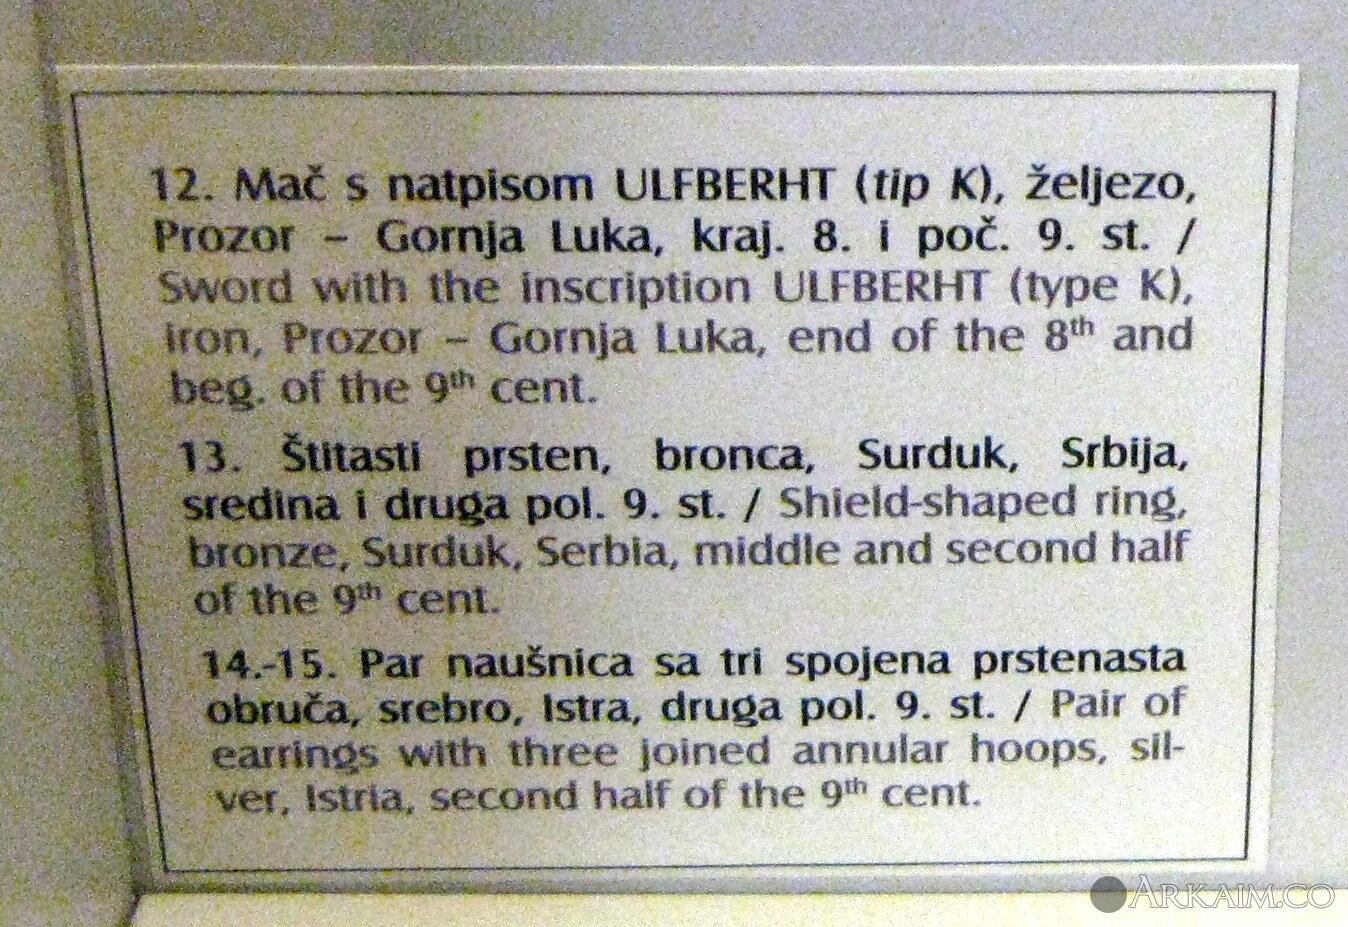 12. Mač s natpisom ULFBERHT (tip K), željezo,
Prozor – Gornja Luka, kraj. 8. i poč. 9. st. /
Sword with the inscription ULFBERHT (type K),
iron, Prozor – Gornja Luka, end of the 8th and
beg. of the 9th cent.
13. Štitasti prsten, bronca, Surduk, Srbija,
sredina i druga pol. 9. st. / Shield-shaped ring,
bronze, Surduk, Serbia, middle and second half
of the 9th cent.
14.-15. Par naušnica sa tri spojena prstenasta
obruča, srebro, Istra, druga pol. 9. st. / Pair of
earrings with three joined annular hoops, sil-
ver, Istria, second half of the 9th cent.
ARKAIM.CO